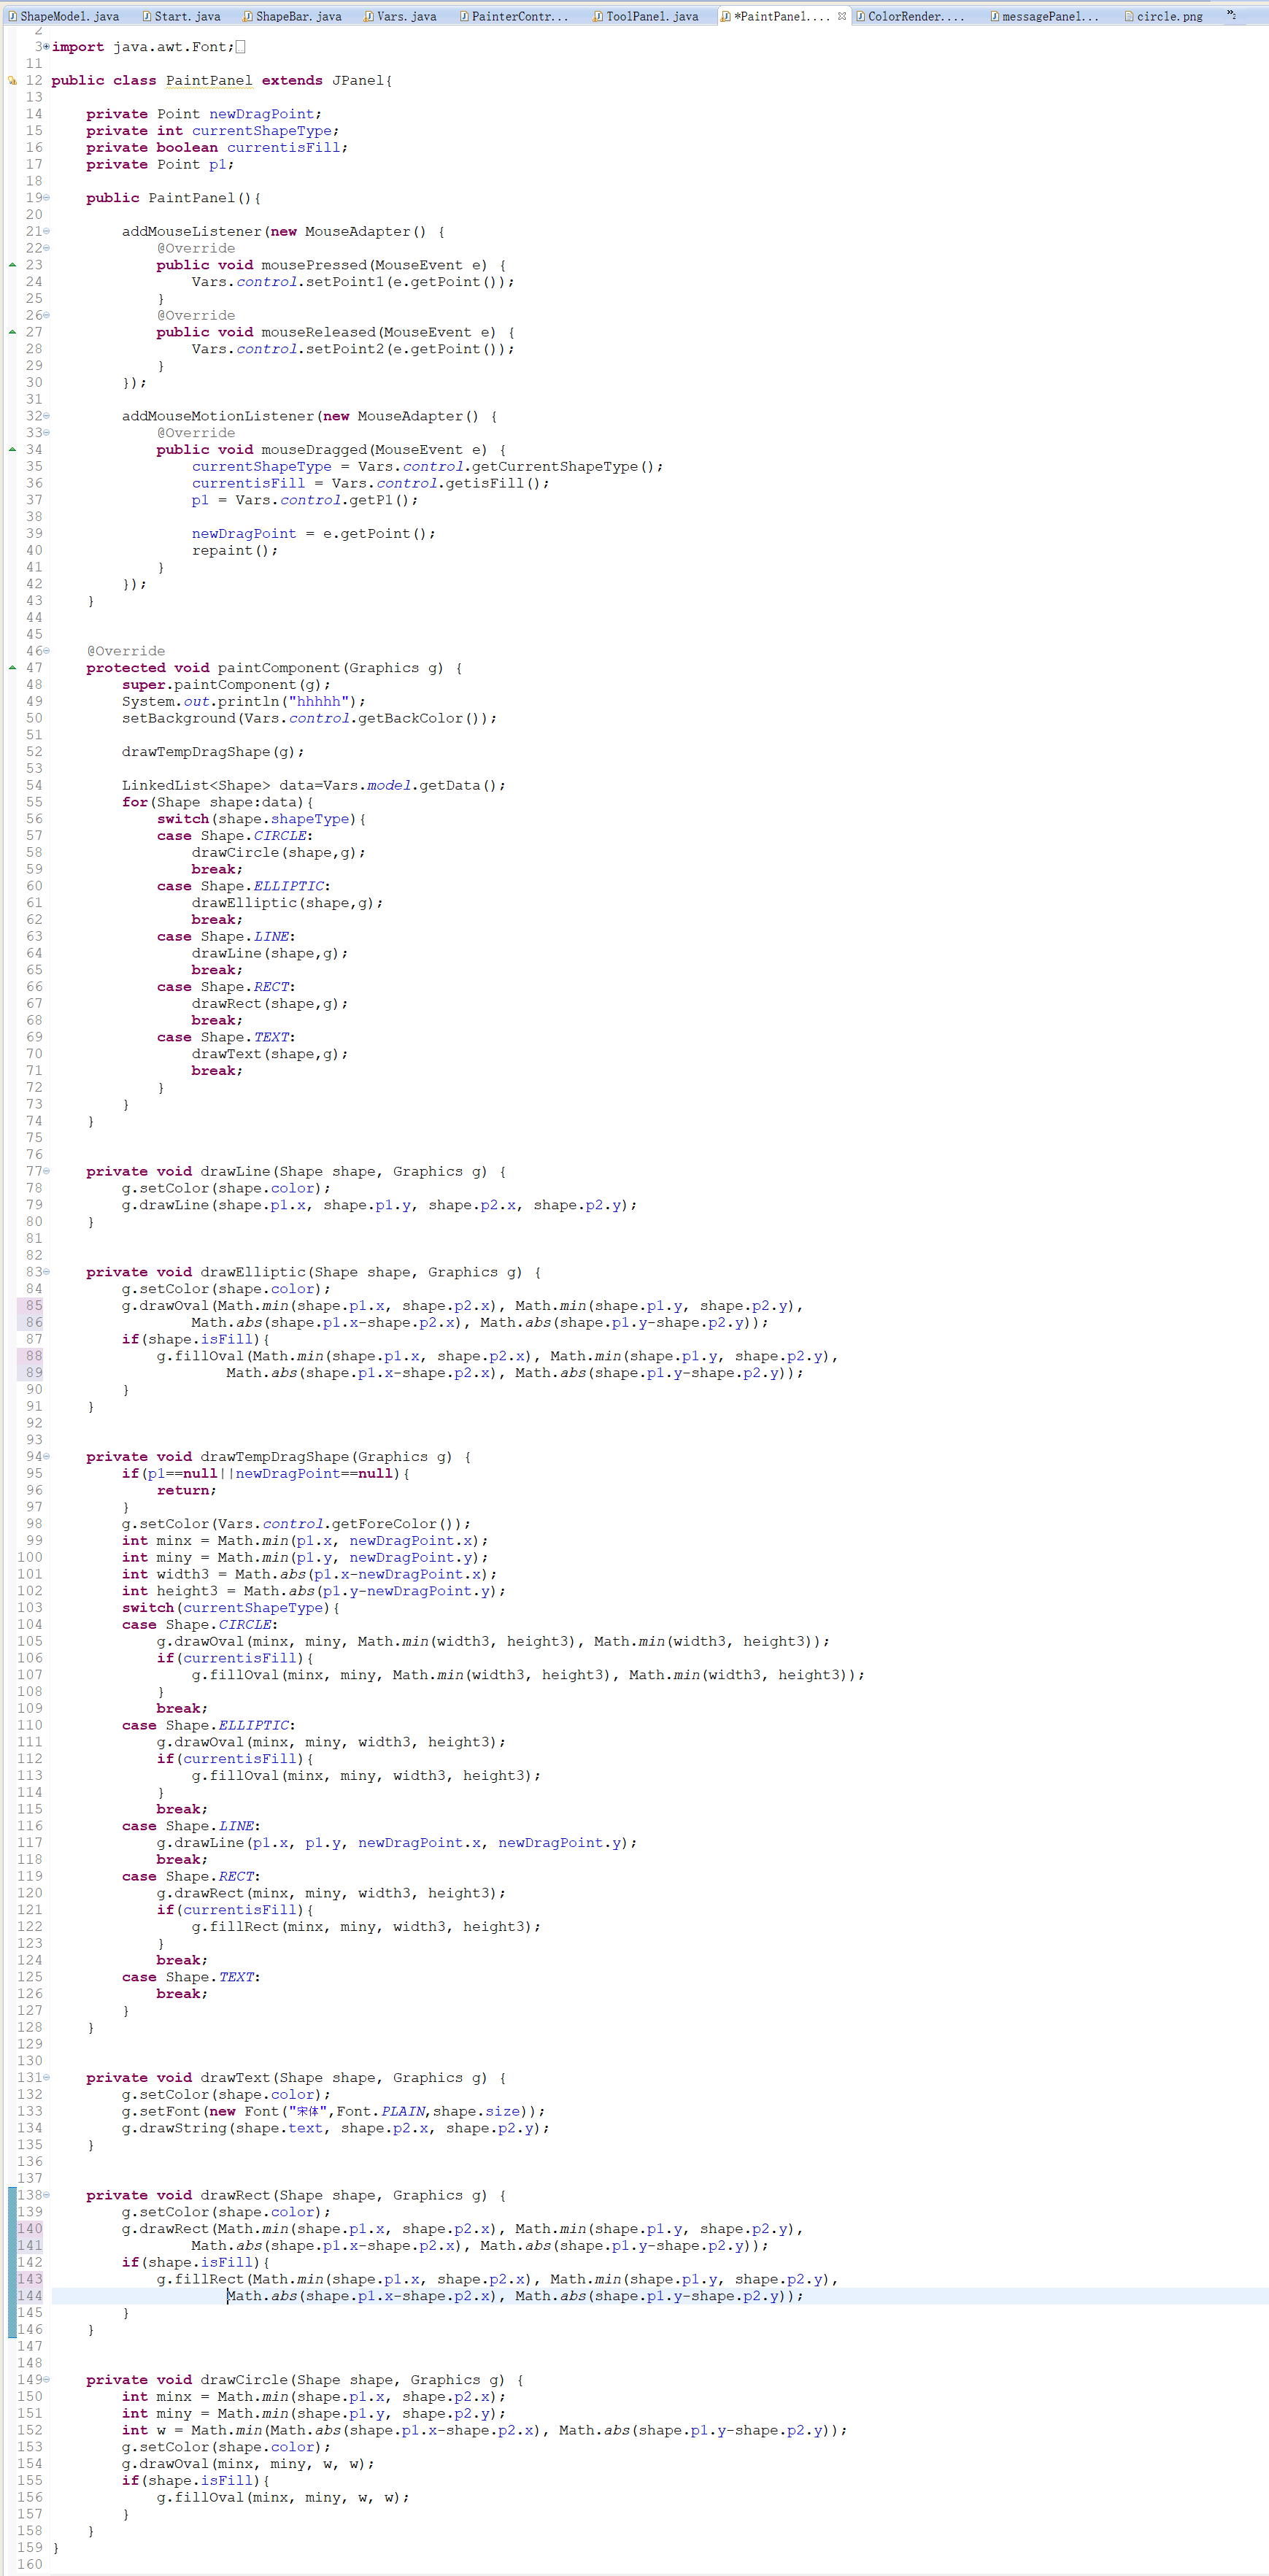 ShapeModel.java Start.java ShapeBar.java Vars.java PainterContr... ToolPanel.java *PaintPanel.... ColorRender.... messagePanel... circle.png »2
2
3 import java.awt.Font;
11
12 public class PaintPanel extends JPanel{
13
14     private Point newDragPoint;
15     private int currentShapeType;
16     private boolean currentisFill;
17     private Point p1;
18
19     public PaintPanel(){
20
21         addMouseListener(new MouseAdapter() {
22             @Override
23             public void mousePressed(MouseEvent e) {
24                 Vars.control.setPoint1(e.getPoint());
25             }
26             @Override
27             public void mouseReleased(MouseEvent e) {
28                 Vars.control.setPoint2(e.getPoint());
29             }
30         });
31
32         addMouseMotionListener(new MouseAdapter() {
33             @Override
34             public void mouseDragged(MouseEvent e) {
35                 currentShapeType = Vars.control.getCurrentShapeType();
36                 currentisFill = Vars.control.getisFill();
37                 p1 = Vars.control.getP1();
38
39                 newDragPoint = e.getPoint();
40                 repaint();
41             }
42         });
43     }
44
45
46     @Override
47     protected void paintComponent(Graphics g) {
48         super.paintComponent(g);
49         System.out.println("hhhhh");
50         setBackground(Vars.control.getBackColor());
51
52         drawTempDragShape(g);
53
54         LinkedList<Shape> data=Vars.model.getData();
55         for(Shape shape:data){
56             switch(shape.shapeType){
57             case Shape.CIRCLE:
58                 drawCircle(shape,g);
59                 break;
60             case Shape.ELLIPTIC:
61                 drawElliptic(shape,g);
62                 break;
63             case Shape.LINE:
64                 drawLine(shape,g);
65                 break;
66             case Shape.RECT:
67                 drawRect(shape,g);
68                 break;
69             case Shape.TEXT:
70                 drawText(shape,g);
71                 break;
72             }
73         }
74     }
75
76
77     private void drawLine(Shape shape, Graphics g) {
78         g.setColor(shape.color);
79         g.drawLine(shape.p1.x, shape.p1.y, shape.p2.x, shape.p2.y);
80     }
81
82
83     private void drawElliptic(Shape shape, Graphics g) {
84         g.setColor(shape.color);
85         g.drawOval(Math.min(shape.p1.x, shape.p2.x), Math.min(shape.p1.y, shape.p2.y),
86                 Math.abs(shape.p1.x-shape.p2.x), Math.abs(shape.p1.y-shape.p2.y));
87         if(shape.isFill){
88             g.fillOval(Math.min(shape.p1.x, shape.p2.x), Math.min(shape.p1.y, shape.p2.y),
89                     Math.abs(shape.p1.x-shape.p2.x), Math.abs(shape.p1.y-shape.p2.y));
90         }
91     }
92
93
94     private void drawTempDragShape(Graphics g) {
95         if(p1==null||newDragPoint==null){
96             return;
97         }
98         g.setColor(Vars.control.getForeColor());
99         int minx = Math.min(p1.x, newDragPoint.x);
100         int miny = Math.min(p1.y, newDragPoint.y);
101         int width3 = Math.abs(p1.x-newDragPoint.x);
102         int height3 = Math.abs(p1.y-newDragPoint.y);
103         switch(currentShapeType){
104         case Shape.CIRCLE:
105             g.drawOval(minx, miny, Math.min(width3, height3), Math.min(width3, height3));
106             if(currentisFill){
107                 g.fillOval(minx, miny, Math.min(width3, height3), Math.min(width3, height3));
108             }
109             break;
110         case Shape.ELLIPTIC:
111             g.drawOval(minx, miny, width3, height3);
112             if(currentisFill){
113                 g.fillOval(minx, miny, width3, height3);
114             }
115             break;
116         case Shape.LINE:
117             g.drawLine(p1.x, p1.y, newDragPoint.x, newDragPoint.y);
118             break;
119         case Shape.RECT:
120             g.drawRect(minx, miny, width3, height3);
121             if(currentisFill){
122                 g.fillRect(minx, miny, width3, height3);
123             }
124             break;
125         case Shape.TEXT:
126             break;
127         }
128     }
129
130
131     private void drawText(Shape shape, Graphics g) {
132         g.setColor(shape.color);
133         g.setFont(new Font("宋体",Font.PLAIN,shape.size));
134         g.drawString(shape.text, shape.p2.x, shape.p2.y);
135     }
136
137
138     private void drawRect(Shape shape, Graphics g) {
139         g.setColor(shape.color);
140         g.drawRect(Math.min(shape.p1.x, shape.p2.x), Math.min(shape.p1.y, shape.p2.y),
141                 Math.abs(shape.p1.x-shape.p2.x), Math.abs(shape.p1.y-shape.p2.y));
142         if(shape.isFill){
143             g.fillRect(Math.min(shape.p1.x, shape.p2.x), Math.min(shape.p1.y, shape.p2.y),
144                     Math.abs(shape.p1.x-shape.p2.x), Math.abs(shape.p1.y-shape.p2.y));
145         }
146     }
147
148
149     private void drawCircle(Shape shape, Graphics g) {
150         int minx = Math.min(shape.p1.x, shape.p2.x);
151         int miny = Math.min(shape.p1.y, shape.p2.y);
152         int w = Math.min(Math.abs(shape.p1.x-shape.p2.x), Math.abs(shape.p1.y-shape.p2.y));
153         g.setColor(shape.color);
154         g.drawOval(minx, miny, w, w);
155         if(shape.isFill){
156             g.fillOval(minx, miny, w, w);
157         }
158     }
159 }
160